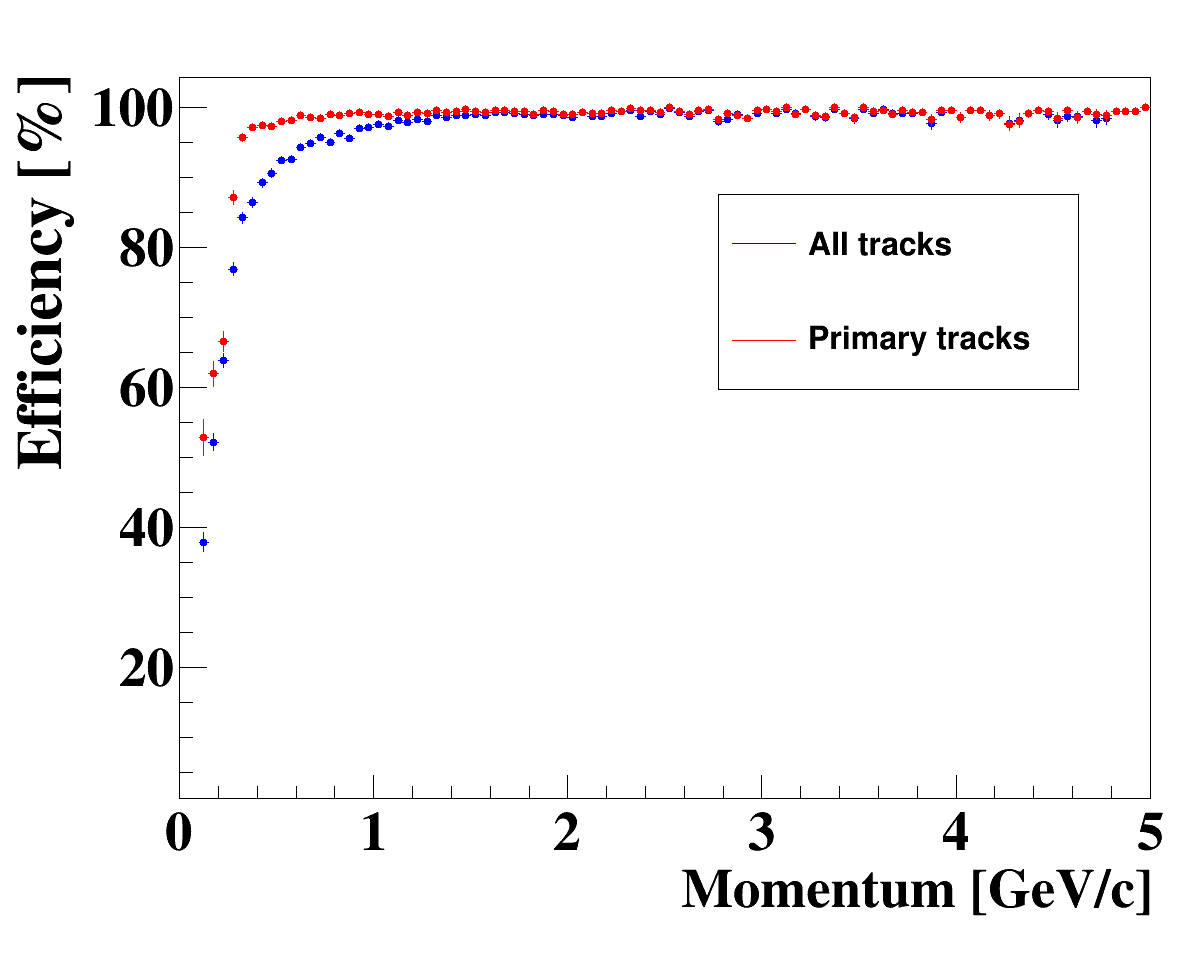 Efficiency [%]
100
80
60
40
20
All tracks
Primary tracks
0 1 2 3 4 5
Momentum [GeV/c]